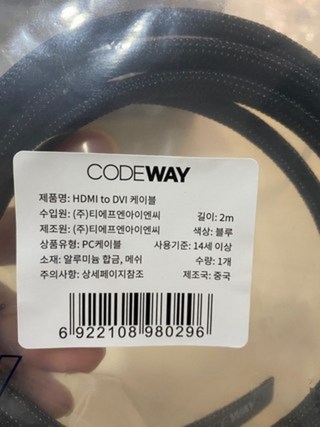 CODEWAY
제품명: HDMI to DVI 케이블
수입원: (주)티에프엔아이엔씨 길이: 2m
제조원: (주)티에프엔아이엔씨 색상: 블루
상품유형: PC케이블 사용기준: 14세 이상
소재: 알루미늄 합금, 메쉬 수량: 1개
주의사항: 상세페이지참조 제조국: 중국
6 922108 980296